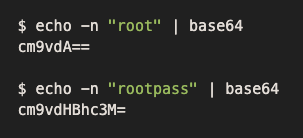 $ echo -n "root" | base64
cm9vdA==
$ echo -n "rootpass" | base64
cm9vdHBhc3M=